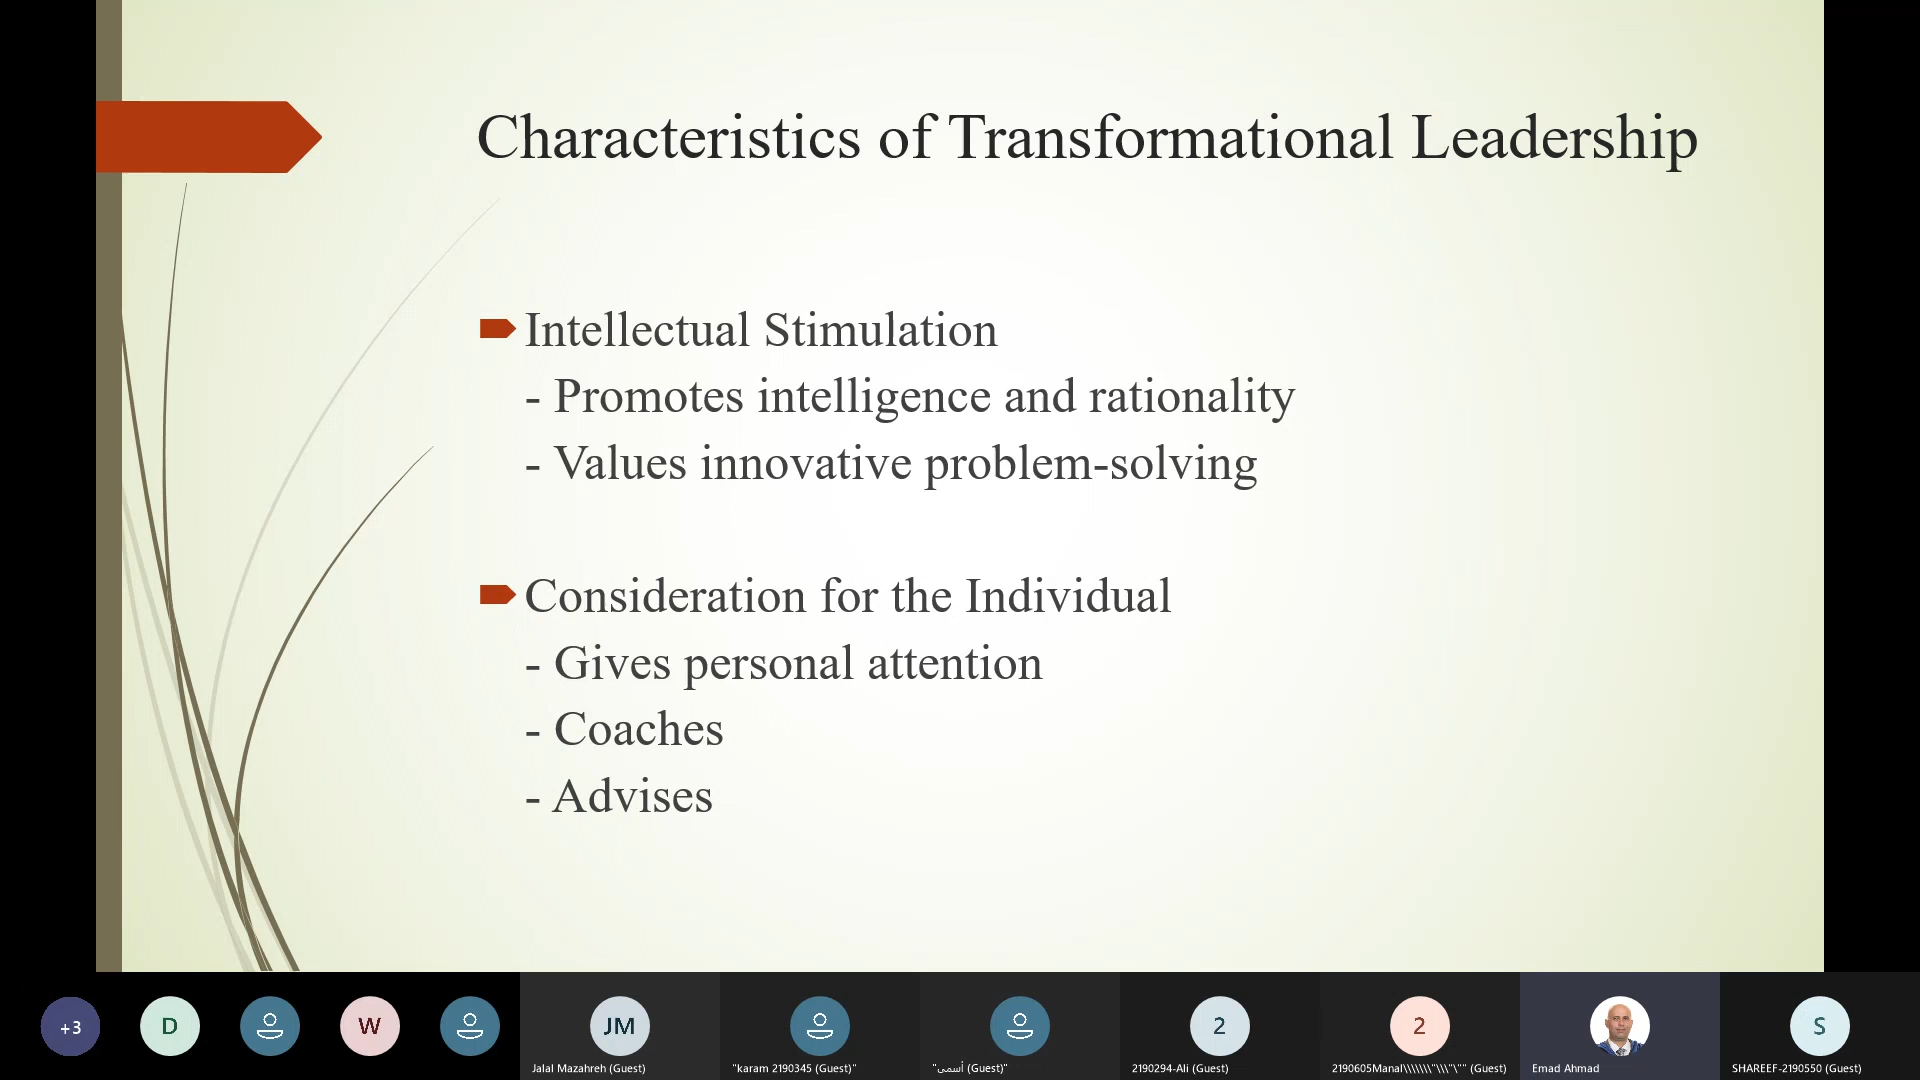 Characteristics of Transformational Leadership
Intellectual Stimulation
- Promotes intelligence and rationality
- Values innovative problem-solving
Consideration for the Individual
- Gives personal attention
- Coaches
- Advises
+3
D
W
JM
2
2
S
Jalal Mazahreh (Guest)
"karam 2190345 (Guest)"
"أسمى (Guest)"
2190294-Ali (Guest)
2190605Manal\\\\\\\"\\\"\"" (Guest)
Emad Ahmad
SHAREEF-2190550 (Guest)